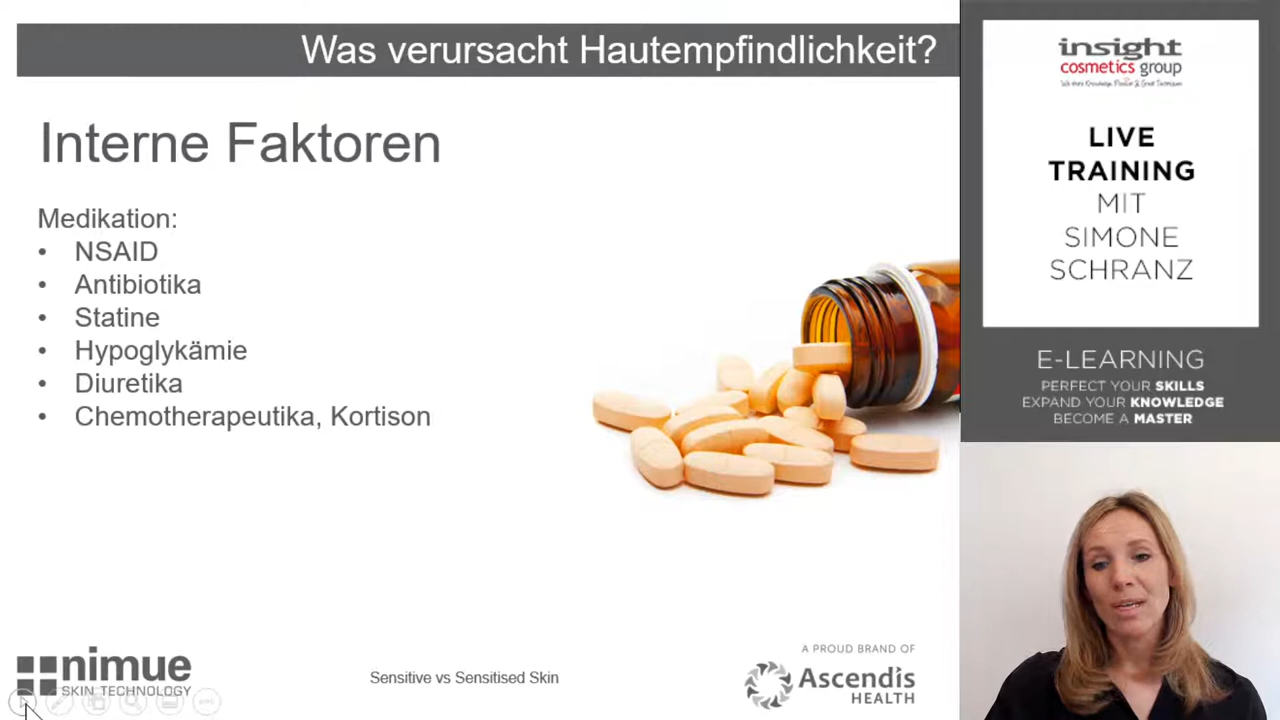 Was verursacht Hautempfindlichkeit?
Interne Faktoren
Medikation:
• NSAID
• Antibiotika
• Statine
• Hypoglykämie
• Diuretika
• Chemotherapeutika, Kortison
nimue
SKIN TECHNOLOGY
Sensitive vs Sensitised Skin
A PROUD BRAND OF
Ascendis
HEALTH
insight
cosmetics group
LIVE
TRAINING
MIT
SIMONE
SCHRANZ
E-LEARNING
PERFECT YOUR SKILLS
EXPAND YOUR KNOWLEDGE
BECOME A MASTER